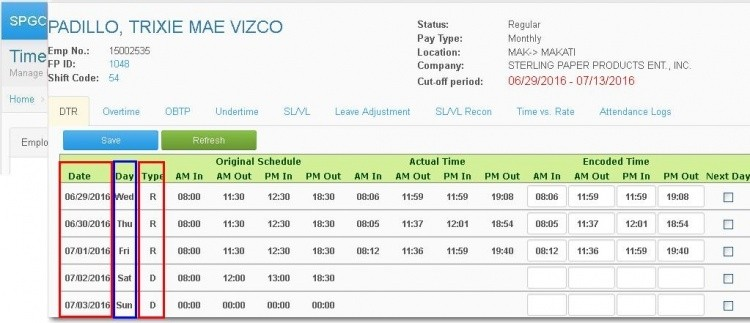 SPGC
PADILLO, TRIXIE MAE VIZCO
Status: Regular
Pay Type: Monthly
Emp No.: 15002535
Location: MAK-> MAKATI
FP ID: 1048
Company: STERLING PAPER PRODUCTS ENT., INC.
Shift Code: 54
Cut-off period: 06/29/2016 - 07/13/2016
Time
Manage
Home
Emplo
DTR Overtime OBTP Undertime SL/VL Leave Adjustment SL/VL Recon Time vs. Rate Attendance Logs
Save Refresh
Original Schedule Actual Time Encoded Time
Date Day Type AM In AM Out PM In PM Out AM In AM Out PM In PM Out AM In AM Out PM In PM Out Next Day
06/29/2016 Wed R 08:00 11:30 12:30 18:30 08:06 11:59 11:59 19:08 08:06 11:59 11:59 19:08
06/30/2016 Thu R 08:00 11:30 12:30 18:30 08:05 11:37 12:01 18:54 08:05 11:37 12:01 18:54
07/01/2016 Fri R 08:00 11:30 12:30 18:30 08:12 11:36 11:59 19:40 08:12 11:36 11:59 19:40
07/02/2016 Sat D 08:00 12:00 13:00 18:30
07/03/2016 Sun D 00:00 00:00 00:00 00:00